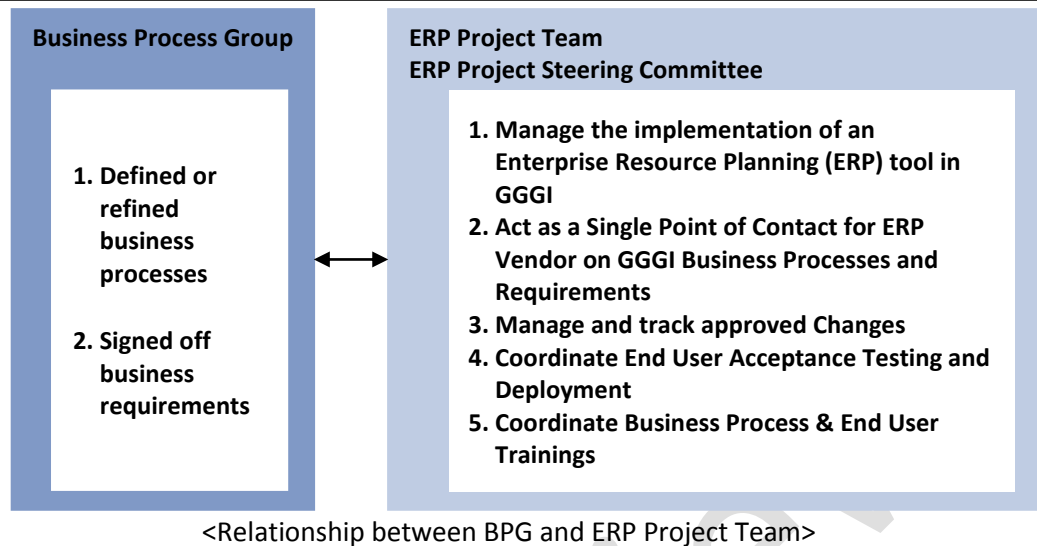 Business Process Group
1. Defined or
refined
business
processes
2. Signed off
business
requirements
ERP Project Team
ERP Project Steering Committee
1. Manage the implementation of an
Enterprise Resource Planning (ERP) tool in
GGGI
2. Act as a Single Point of Contact for ERP
Vendor on GGGI Business Processes and
Requirements
3. Manage and track approved Changes
4. Coordinate End User Acceptance Testing and
Deployment
5. Coordinate Business Process & End User
Trainings
<Relationship between BPG and ERP Project Team>